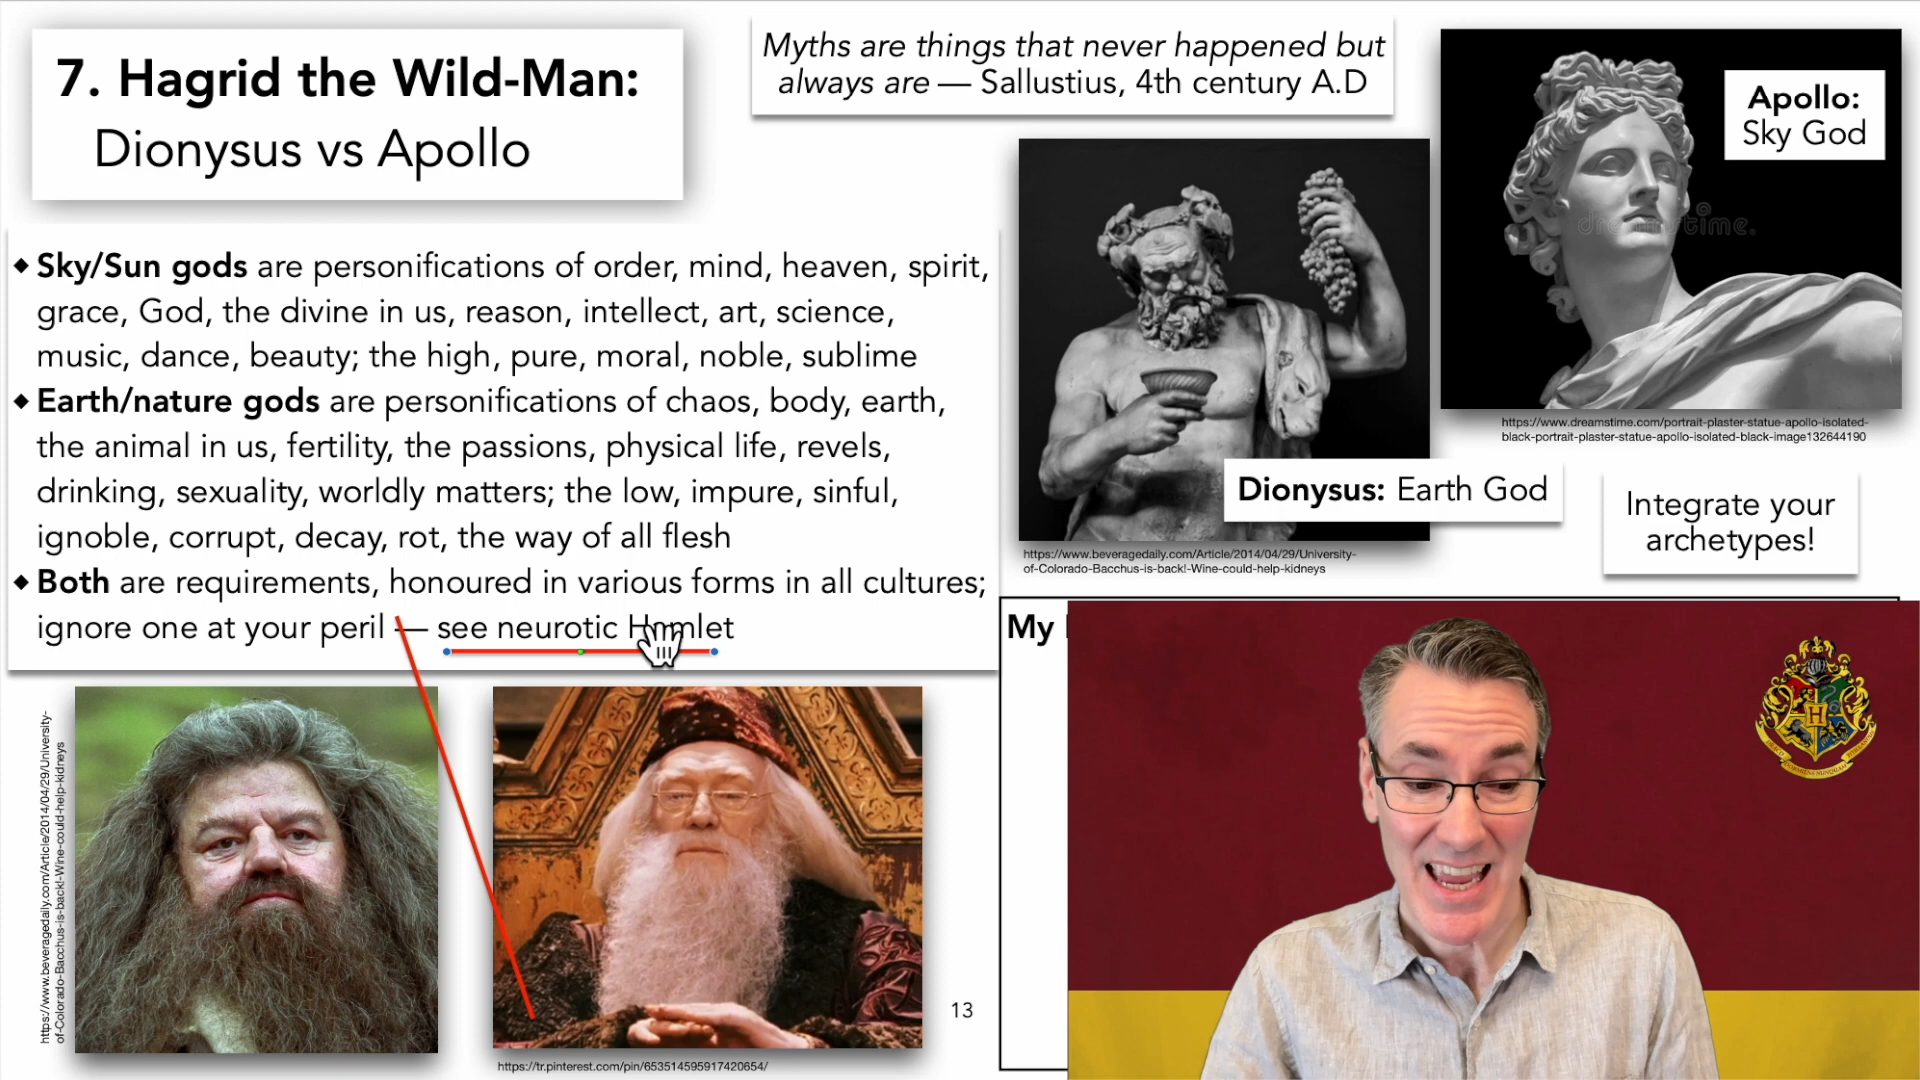 7. Hagrid the Wild-Man:
Dionysus vs Apollo
Myths are things that never happened but
always are — Sallustius, 4th century A.D
Apollo:
Sky God
dreamstime.
https://www.dreamstime.com/portrait-plaster-statue-apollo-isolated-
black-portrait-plaster-statue-apollo-isolated-black-image132644190
◆ Sky/Sun gods are personifications of order, mind, heaven, spirit,
grace, God, the divine in us, reason, intellect, art, science,
music, dance, beauty; the high, pure, moral, noble, sublime
◆ Earth/nature gods are personifications of chaos, body, earth,
the animal in us, fertility, the passions, physical life, revels,
drinking, sexuality, worldly matters; the low, impure, sinful,
ignoble, corrupt, decay, rot, the way of all flesh
◆ Both are requirements, honoured in various forms in all cultures;
ignore one at your peril — see neurotic Hamlet
Dionysus: Earth God
https://www.beveragedaily.com/Article/2014/04/29/University-
of-Colorado-Bacchus-is-back!-Wine-could-help-kidneys
Integrate your
archetypes!
My
https://www.beveragedaily.com/Article/2014/04/29/University-
of-Colorado-Bacchus-is-back!-Wine-could-help-kidneys
https://tr.pinterest.com/pin/653514595917420654/
13
H